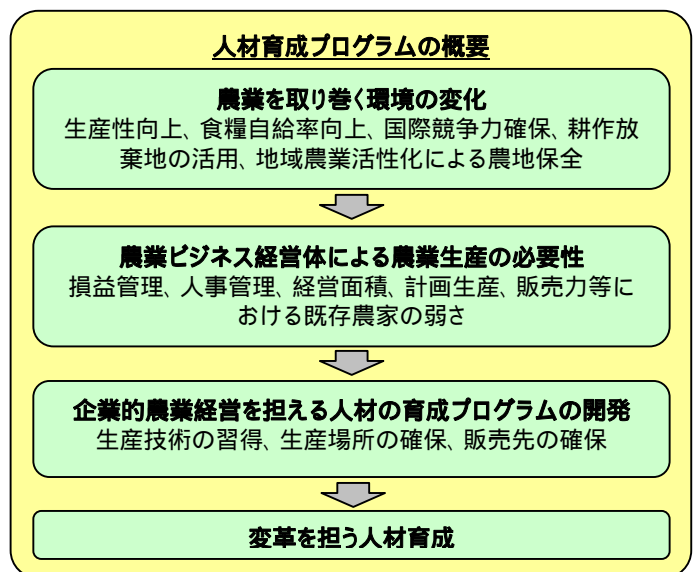 人材育成プログラムの概要
農業を取り巻く環境の変化
生産性向上、食糧自給率向上、国際競争力確保、耕作放
棄地の活用、地域農業活性化による農地保全
農業ビジネス経営体による農業生産の必要性
損益管理、人事管理、経営面積、計画生産、販売力等に
おける既存農家の弱さ
企業的農業経営を担える人材の育成プログラムの開発
生産技術の習得、生産場所の確保、販売先の確保
変革を担う人材育成